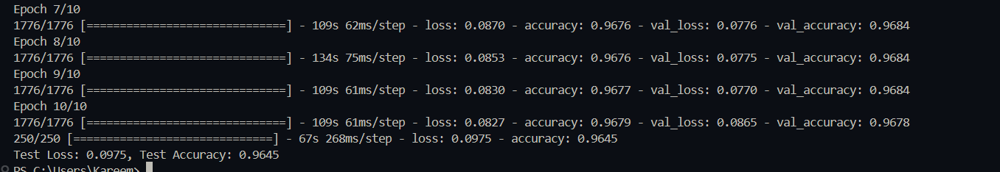 Epoch 7/10
1776/1776 [==============================] - 109s 62ms/step - loss: 0.0870 - accuracy: 0.9676 - val_loss: 0.0776 - val_accuracy: 0.9684
Epoch 8/10
1776/1776 [==============================] - 134s 75ms/step - loss: 0.0853 - accuracy: 0.9676 - val_loss: 0.0775 - val_accuracy: 0.9684
Epoch 9/10
1776/1776 [==============================] - 109s 61ms/step - loss: 0.0830 - accuracy: 0.9677 - val_loss: 0.0770 - val_accuracy: 0.9684
Epoch 10/10
1776/1776 [==============================] - 109s 61ms/step - loss: 0.0827 - accuracy: 0.9679 - val_loss: 0.0865 - val_accuracy: 0.9678
250/250 [==============================] - 67s 268ms/step - loss: 0.0975 - accuracy: 0.9645
Test Loss: 0.0975, Test Accuracy: 0.9645
PS C:\Users\Kareem>